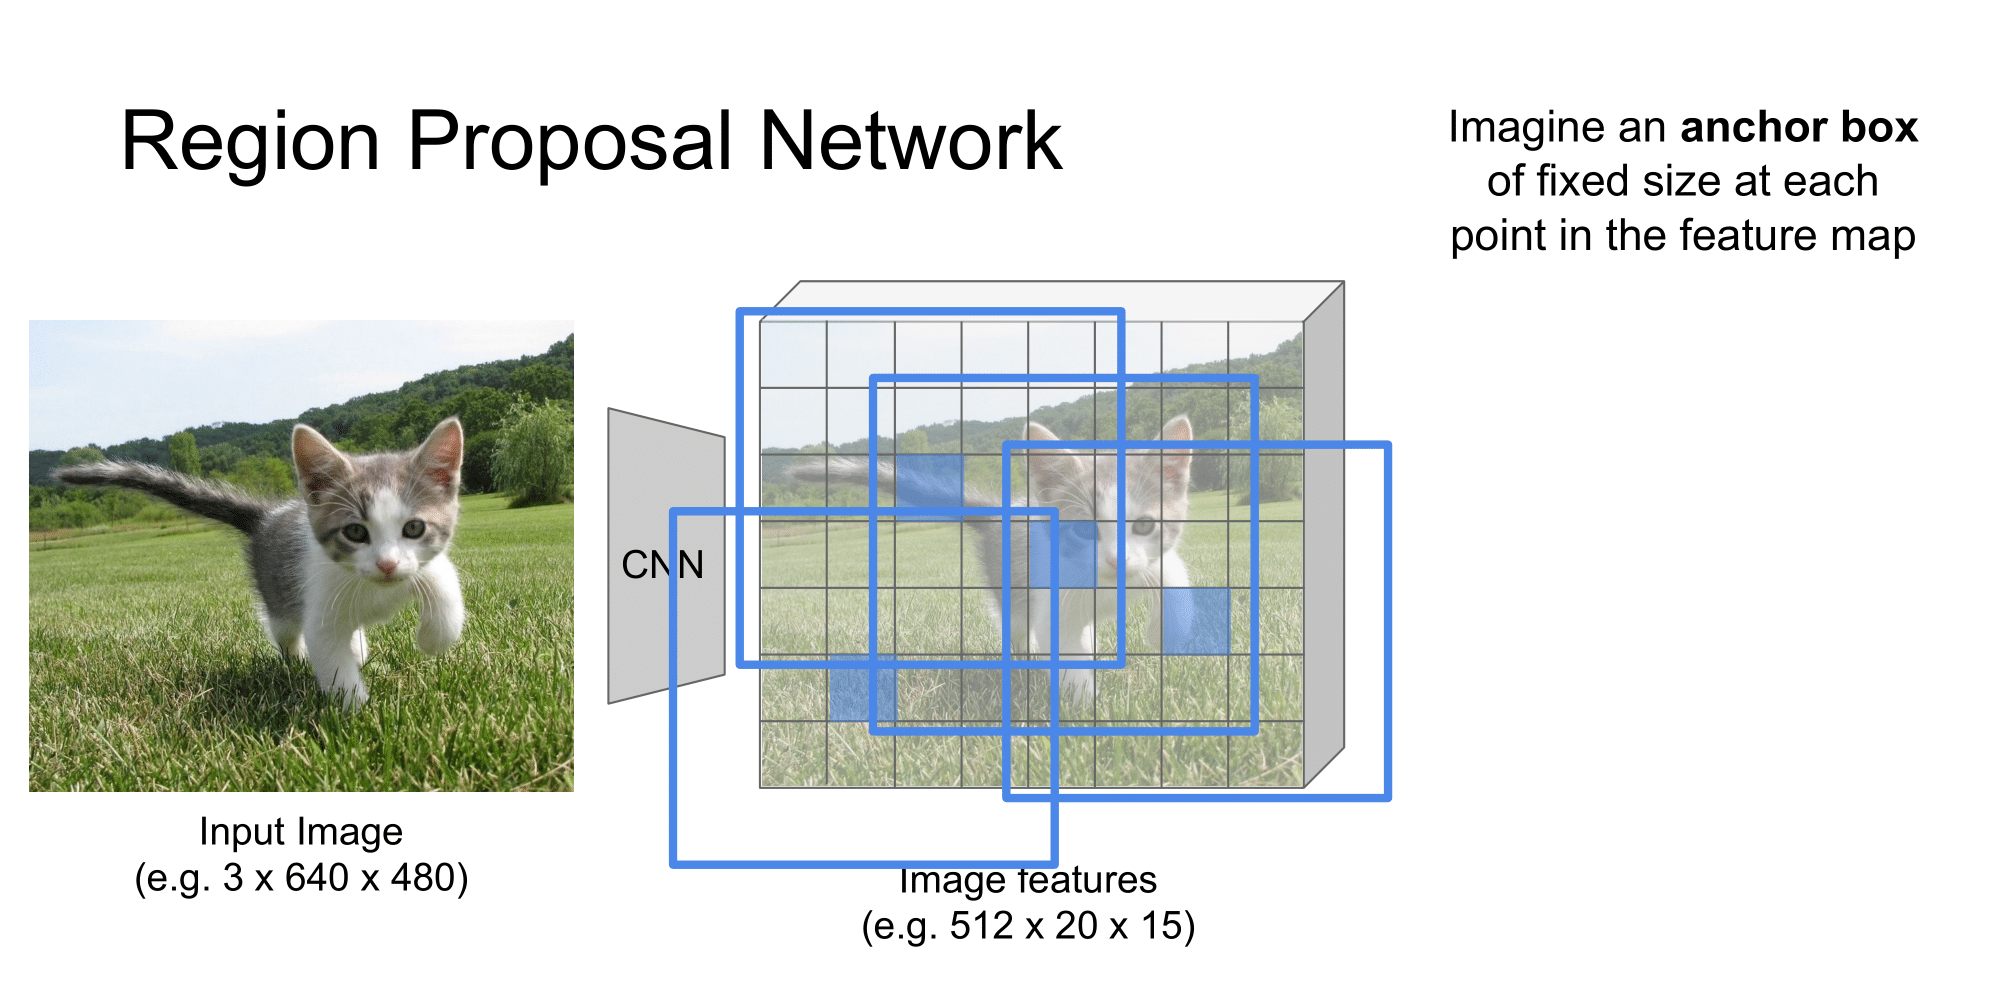 Region Proposal Network
Imagine an anchor box
of fixed size at each
point in the feature map
CNN
Input Image
(e.g. 3 x 640 x 480)
Image features
(e.g. 512 x 20 x 15)